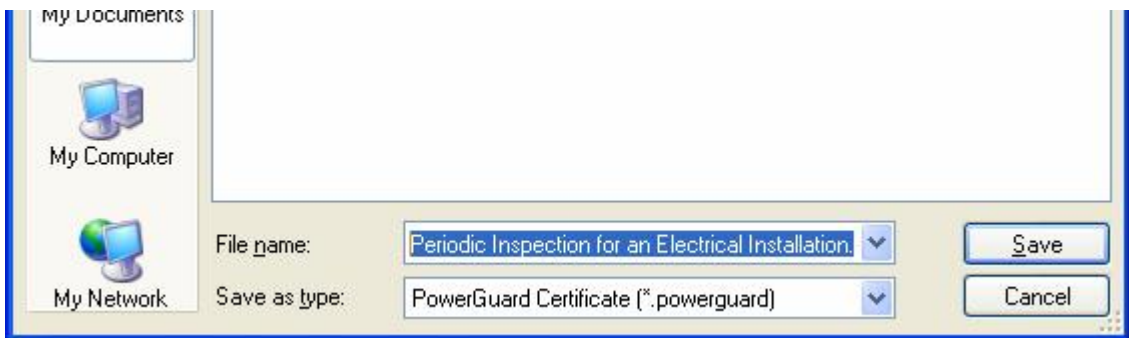 My Documents
My Computer
My Network
File name: Periodic Inspection for an Electrical Installation. Save
Save as type: PowerGuard Certificate (*.powerguard) Cancel